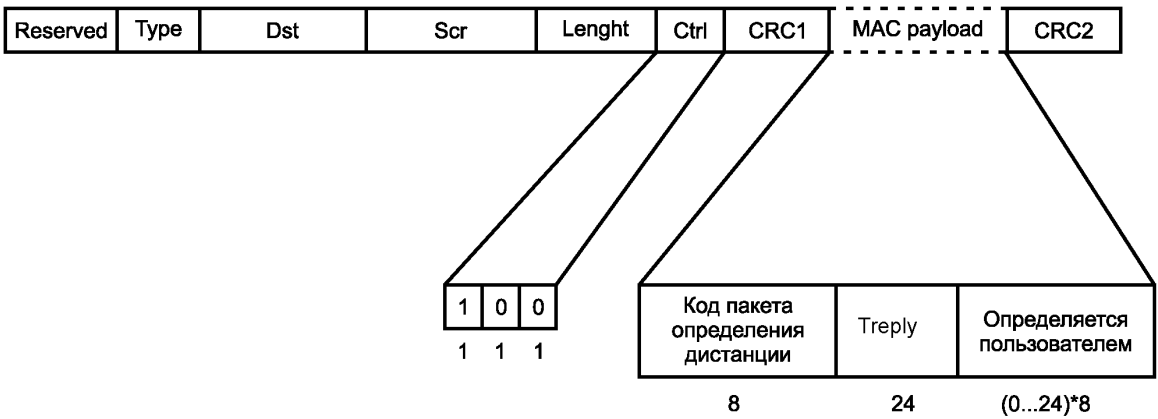 Reserved Type Dst Scr Lenght Ctrl CRC1 MAC payload CRC2
1 0 0
1 1 1
Код пакета
определения
дистанции
Treply
Определяется
пользователем
8 24 (0...24)*8